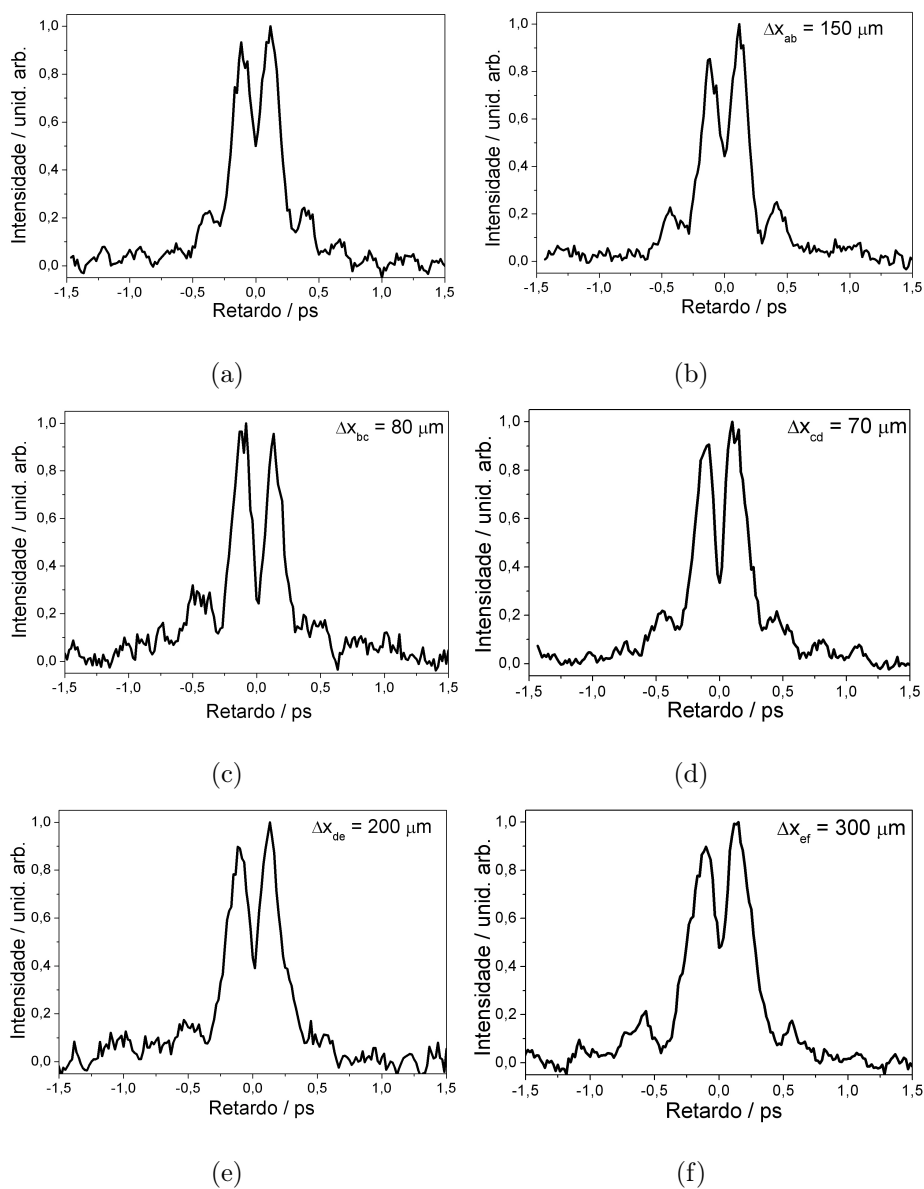 1,0
0,8
0,6
0,4
0,2
0,0
Intensidade / unid. arb.
-1,5 -1,0 -0,5 0,0 0,5 1,0 1,5
Retardo / ps
(a)
Δx_ab = 150 μm
1,0
0,8
0,6
0,4
0,2
0,0
Intensidade / unid. arb.
-1,5 -1,0 -0,5 0,0 0,5 1,0 1,5
Retardo / ps
(b)
Δx_bc = 80 μm
1,0
0,8
0,6
0,4
0,2
0,0
Intensidade / unid. arb.
-1,5 -1,0 -0,5 0,0 0,5 1,0 1,5
Retardo / ps
(c)
Δx_cd = 70 μm
1,0
0,8
0,6
0,4
0,2
0,0
Intensidade / unid. arb.
-1,5 -1,0 -0,5 0,0 0,5 1,0 1,5
Retardo / ps
(d)
Δx_de = 200 μm
1,0
0,8
0,6
0,4
0,2
0,0
Intensidade / unid. arb.
-1,5 -1,0 -0,5 0,0 0,5 1,0 1,5
Retardo / ps
(e)
Δx_ef = 300 μm
1,0
0,8
0,6
0,4
0,2
0,0
Intensidade / unid. arb.
-1,5 -1,0 -0,5 0,0 0,5 1,0 1,5
Retardo / ps
(f)